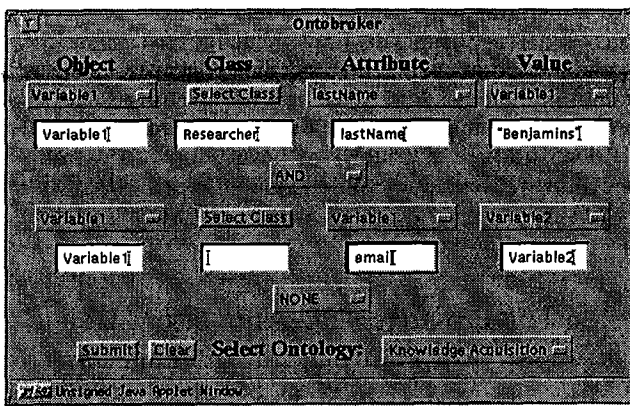 Ontobroker
Object Class Attribute Value
Variable1 Select Class lastName Variable1
Variable1 Researcher lastName "Benjamins"
AND
Variable1 Select Class Variable1 Variable2
Variable1 email Variable2
NONE
Submit Clear Select Ontology: Knowledge Acquisition
Unsigned Java Applet Window